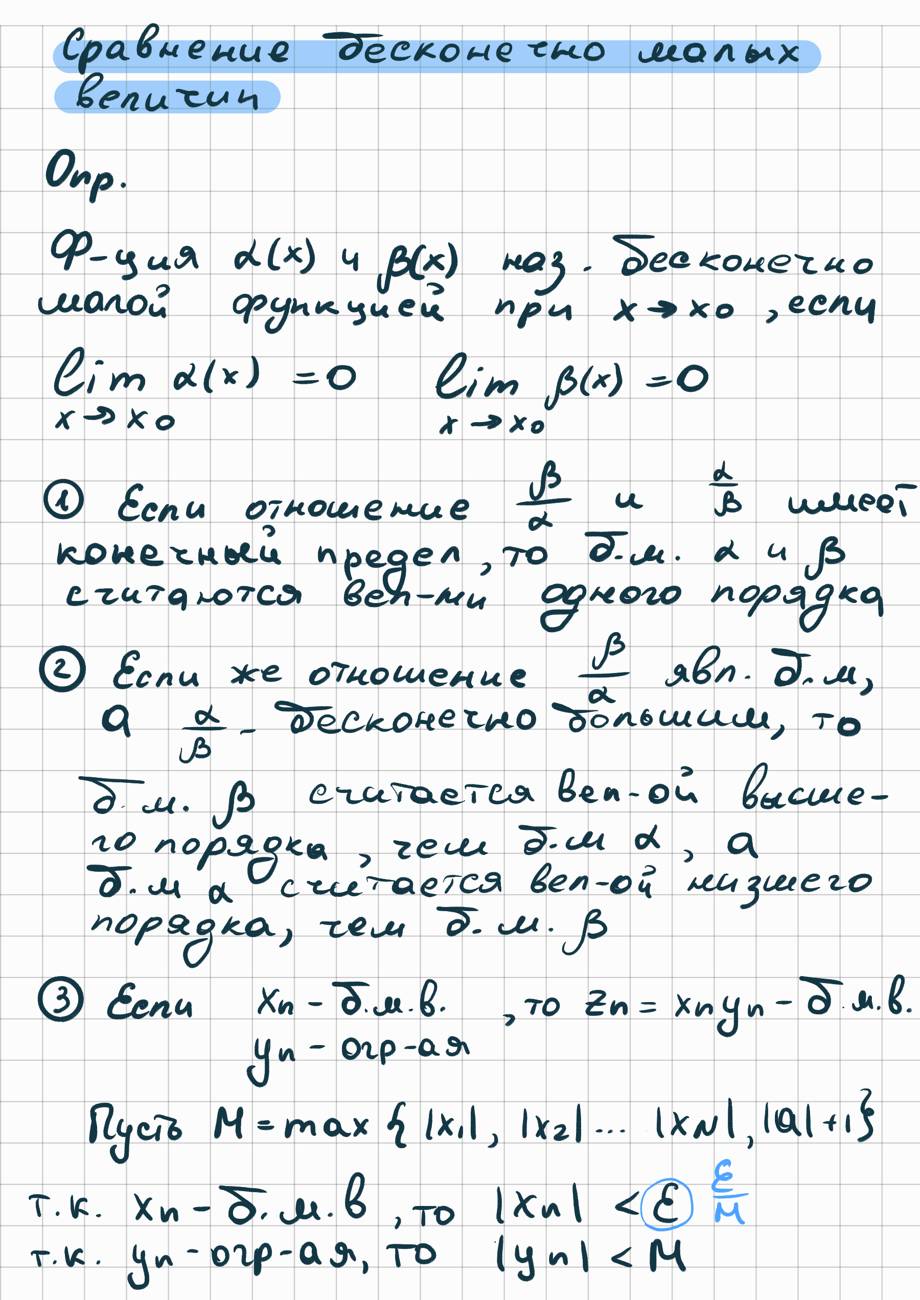 Сравнение бесконечно малых
величин
Опр.
Ф-ция α(x) и β(x) наз. бесконечно
малой функцией при x→x₀, если
lim α(x) = 0 lim β(x) = 0
x→x₀ x→x₀
① Если отношение β/α и α/β имеет
конечный предел, то б.м. α и β
считаются вел-ми одного порядка
② Если же отношение β/α явл. б.м,
а α/β - бесконечно большим, то
б.м. β считается вел-ой высше-
го порядка, чем б.м α, а
б.м α считается вел-ой низшего
порядка, чем б.м. β
③ Если xn - б.м.в. , то zn = xnyn - б.м.в.
yn - огр-ая
Пусть M = max {|x₁|, |x₂| ... |xN|, |a|+1}
т.к. xn - б.м.в , то |xn| < ε ε/M
т.к. yn - огр-ая, то |yn| < M